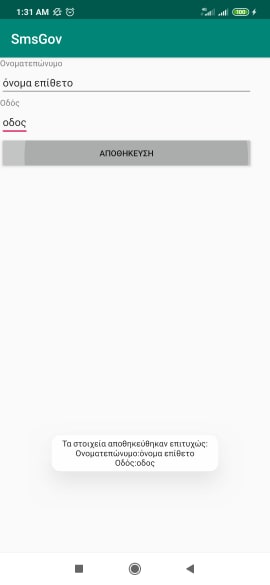 1:31 AM
100
SmsGov
Ονοματεπώνυμο
όνομα επίθετο
Οδός
οδος
ΑΠΟΘΗΚΕΥΣΗ
Τα στοιχεία αποθηκεύθηκαν επιτυχώς:
Ονοματεπώνυμο:όνομα επίθετο
Οδός:οδος